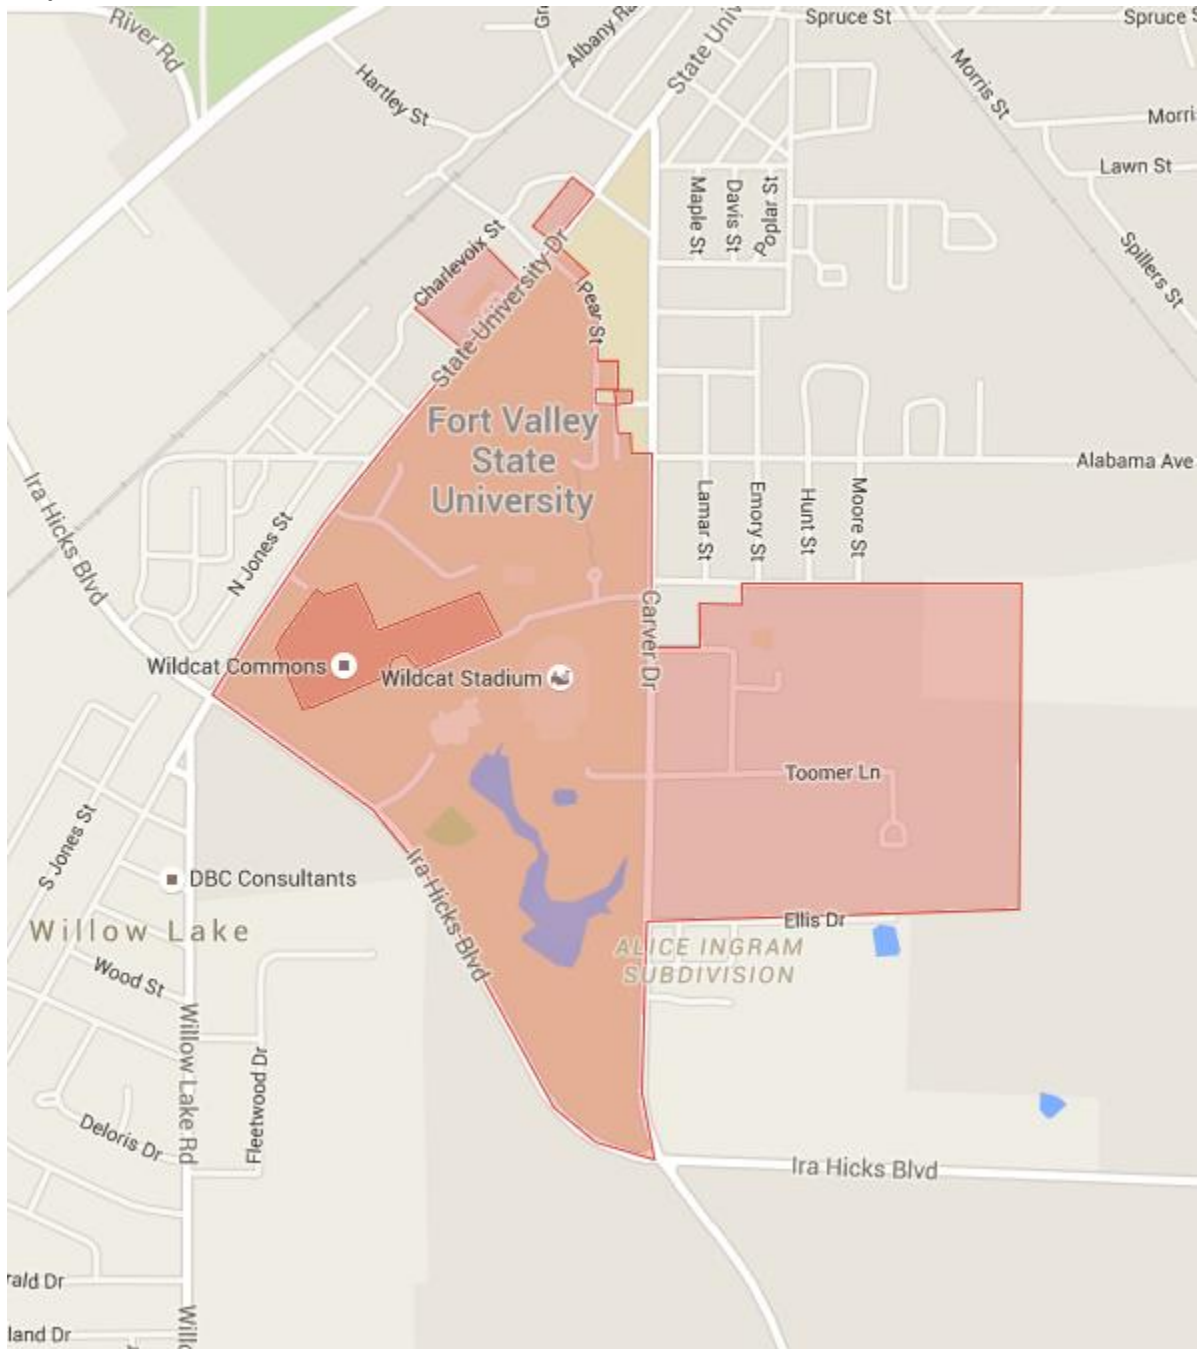 River Rd
Hartley St
Albany Ra
State Univ
Spruce St
Spruce S
Morris St
Morri
Lawn St
Spillers St
Maple St
Davis St
Poplar St
Charlevoix St
State University Dr
Pear St
Fort Valley
State
University
Alabama Ave
Ira Hicks Blvd
N Jones St
Lamar St
Emory St
Hunt St
Moore St
Carver Dr
Wildcat Commons
Wildcat Stadium
Toomer Ln
S Jones St
DBC Consultants
Willow Lake
Ira Hicks Blvd
Ellis Dr
ALICE INGRAM
SUBDIVISION
Wood St
Willow Lake Rd
Fleetwood Dr
Deloris Dr
Ira Hicks Blvd
rald Dr
land Dr
Willo